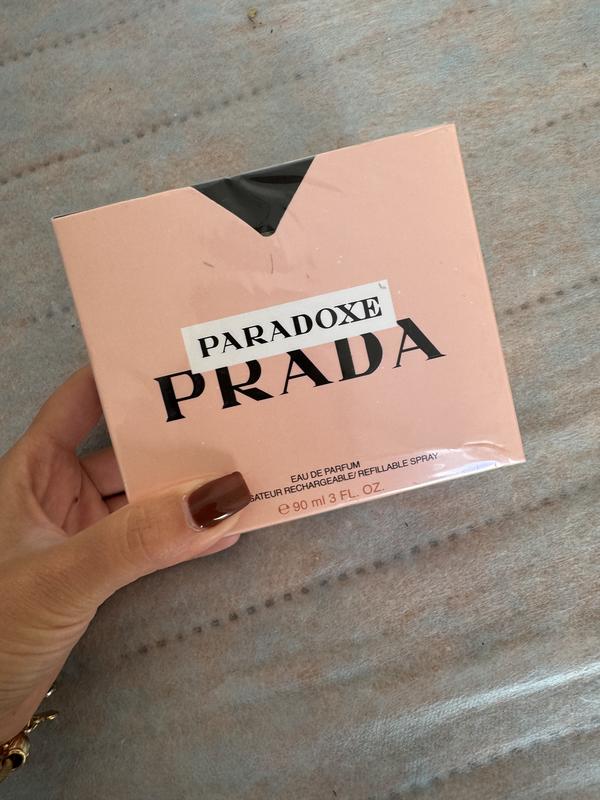 PARADOXE
PRADA
EAU DE PARFUM
RECHARGEABLE/ REFILLABLE SPRAY
℮ 90 ml 3 FL. OZ.